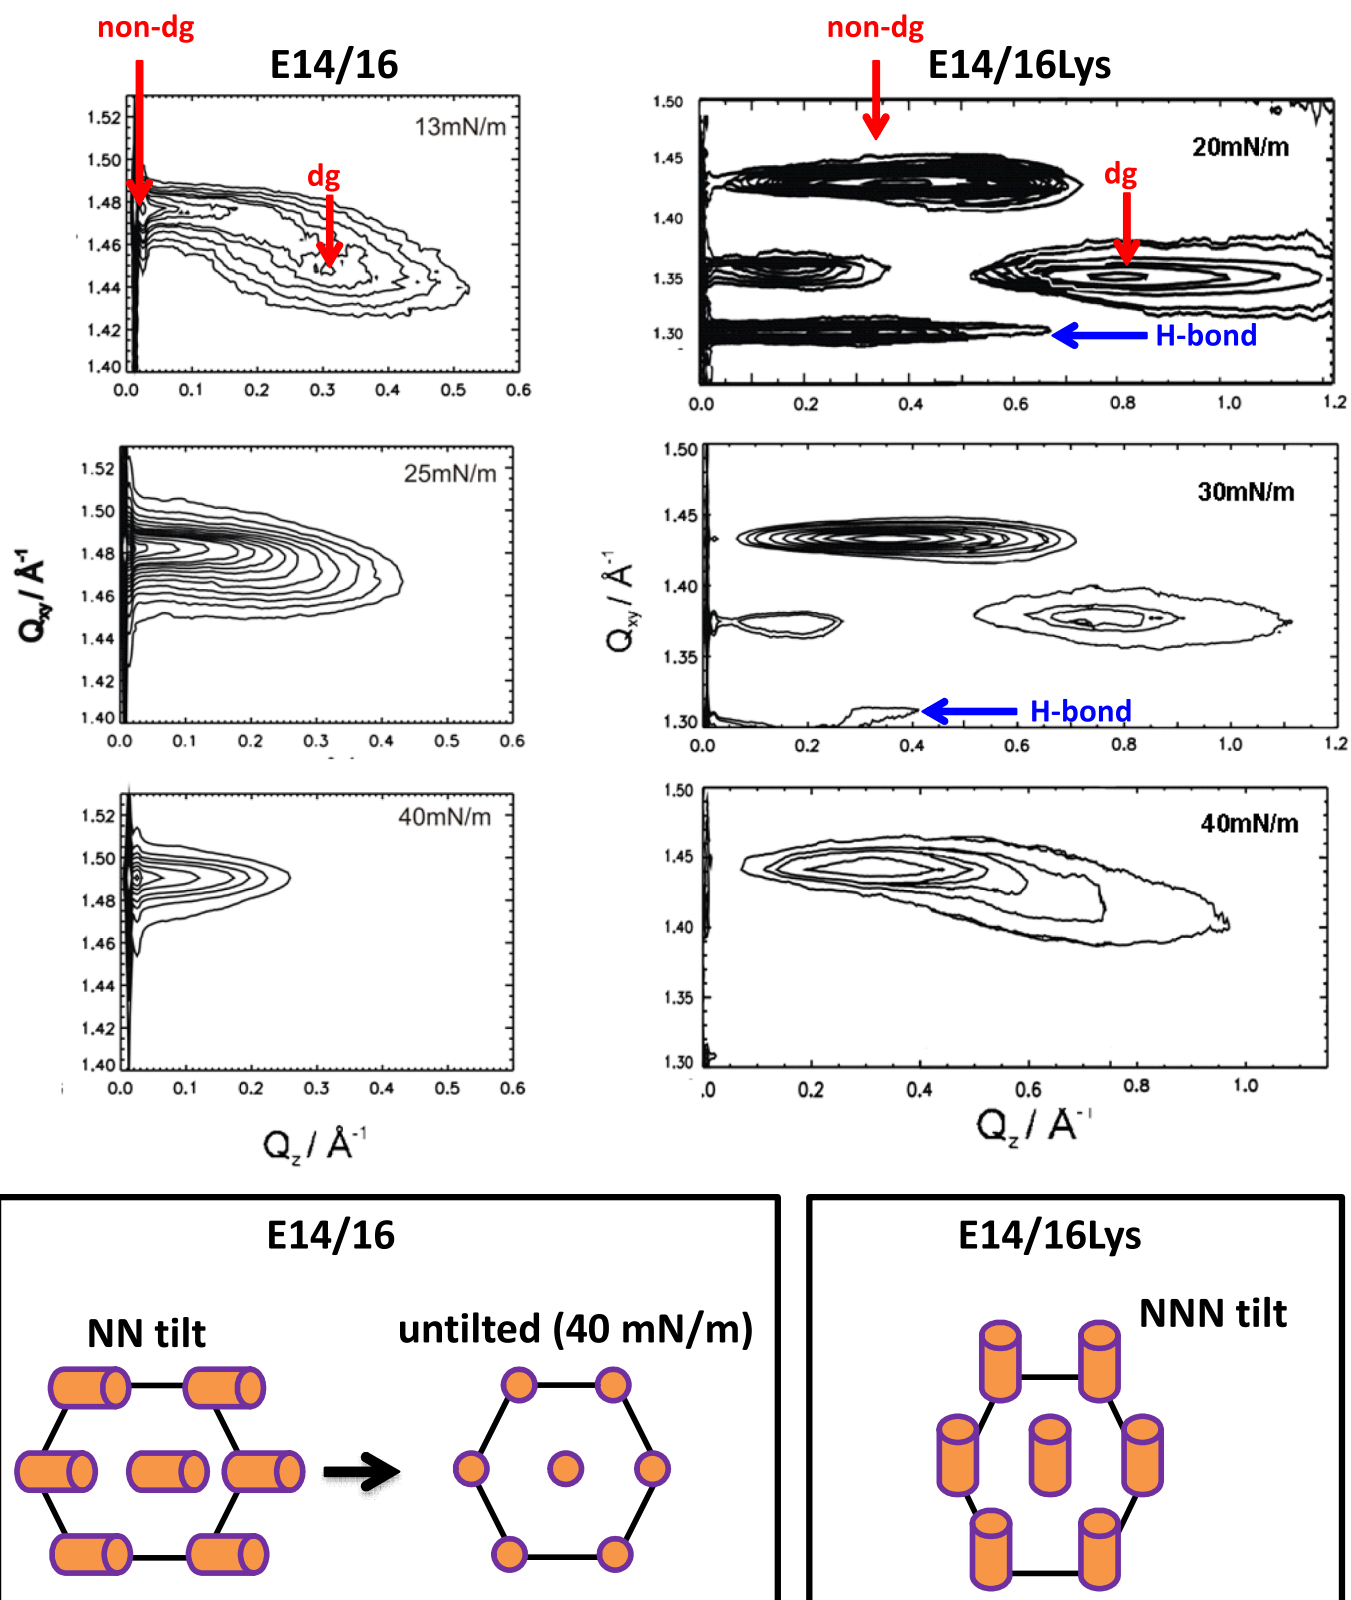 non-dg
E14/16
13mN/m
dg
1.52
1.50
1.48
1.46
1.44
1.42
1.40
0.0 0.1 0.2 0.3 0.4 0.5 0.6
25mN/m
1.52
1.50
1.48
1.46
1.44
1.42
1.40
0.0 0.1 0.2 0.3 0.4 0.5 0.6
Qxy / Å-1
40mN/m
1.52
1.50
1.48
1.46
1.44
1.42
1.40
0.0 0.1 0.2 0.3 0.4 0.5 0.6
Qz / Å-1
non-dg
E14/16Lys
20mN/m
dg
H-bond
1.50
1.45
1.40
1.35
1.30
0.0 0.2 0.4 0.6 0.8 1.0 1.2
30mN/m
H-bond
1.50
1.45
1.40
1.35
1.30
0.0 0.2 0.4 0.6 0.8 1.0 1.2
Qxy / Å-1
40mN/m
1.50
1.45
1.40
1.35
1.30
.0 0.2 0.4 0.6 0.8 1.0
Qz / Å-1
E14/16
NN tilt
untilted (40 mN/m)
E14/16Lys
NNN tilt